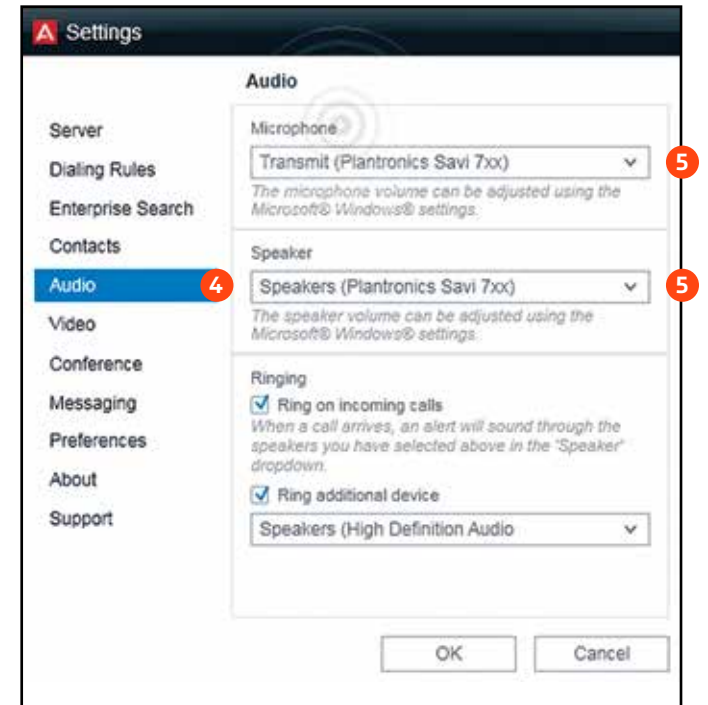 Settings
Audio
Server
Dialing Rules
Enterprise Search
Contacts
Audio 4
Video
Conference
Messaging
Preferences
About
Support
Microphone
Transmit (Plantronics Savi 7xx) 5
The microphone volume can be adjusted using the
Microsoft® Windows® settings.
Speaker
Speakers (Plantronics Savi 7xx) 5
The speaker volume can be adjusted using the
Microsoft® Windows® settings.
Ringing
Ring on incoming calls
When a call arrives, an alert will sound through the
speakers you have selected above in the 'Speaker'
dropdown.
Ring additional device
Speakers (High Definition Audio
OK Cancel